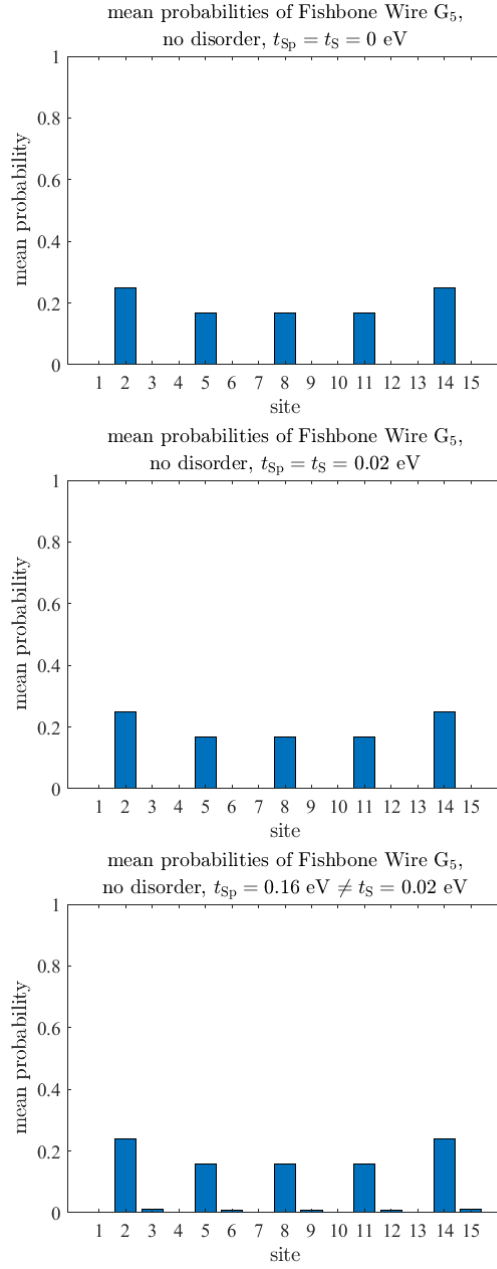 mean probabilities of Fishbone Wire G₅,
no disorder, t_Sp = t_S = 0 eV
1
0.8
0.6
0.4
0.2
0
mean probability
1 2 3 4 5 6 7 8 9 10 11 12 13 14 15
site
mean probabilities of Fishbone Wire G₅,
no disorder, t_Sp = t_S = 0.02 eV
1
0.8
0.6
0.4
0.2
0
mean probability
1 2 3 4 5 6 7 8 9 10 11 12 13 14 15
site
mean probabilities of Fishbone Wire G₅,
no disorder, t_Sp = 0.16 eV ≠ t_S = 0.02 eV
1
0.8
0.6
0.4
0.2
0
mean probability
1 2 3 4 5 6 7 8 9 10 11 12 13 14 15
site